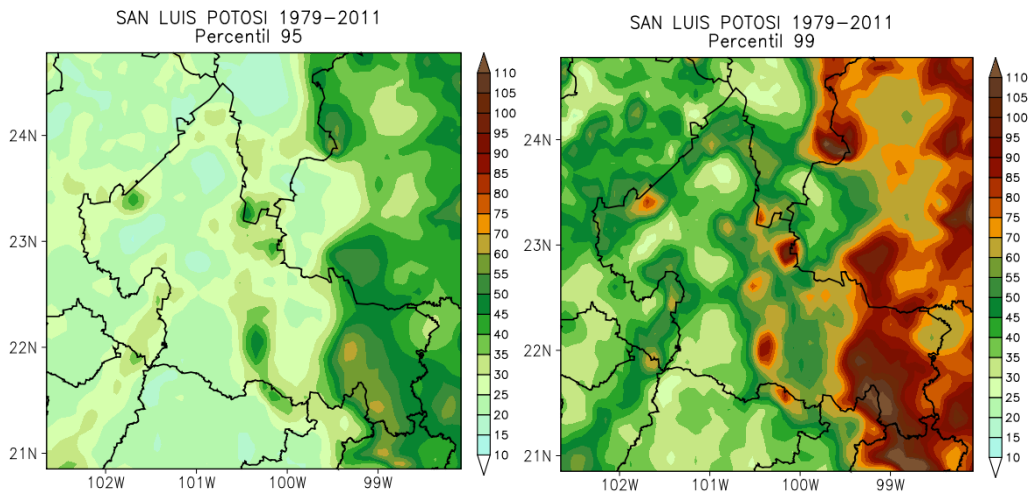 SAN LUIS POTOSI 1979-2011
Percentil 95
24N
23N
22N
21N
102W
101W
100W
99W
110
105
100
95
90
85
80
75
70
65
60
50
45
40
35
30
25
20
15
10
SAN LUIS POTOSI 1979-2011
Percentil 99
24N
23N
22N
21N
102W
101W
100W
99W
110
105
100
95
90
85
80
75
70
65
60
50
45
40
35
30
25
20
15
10